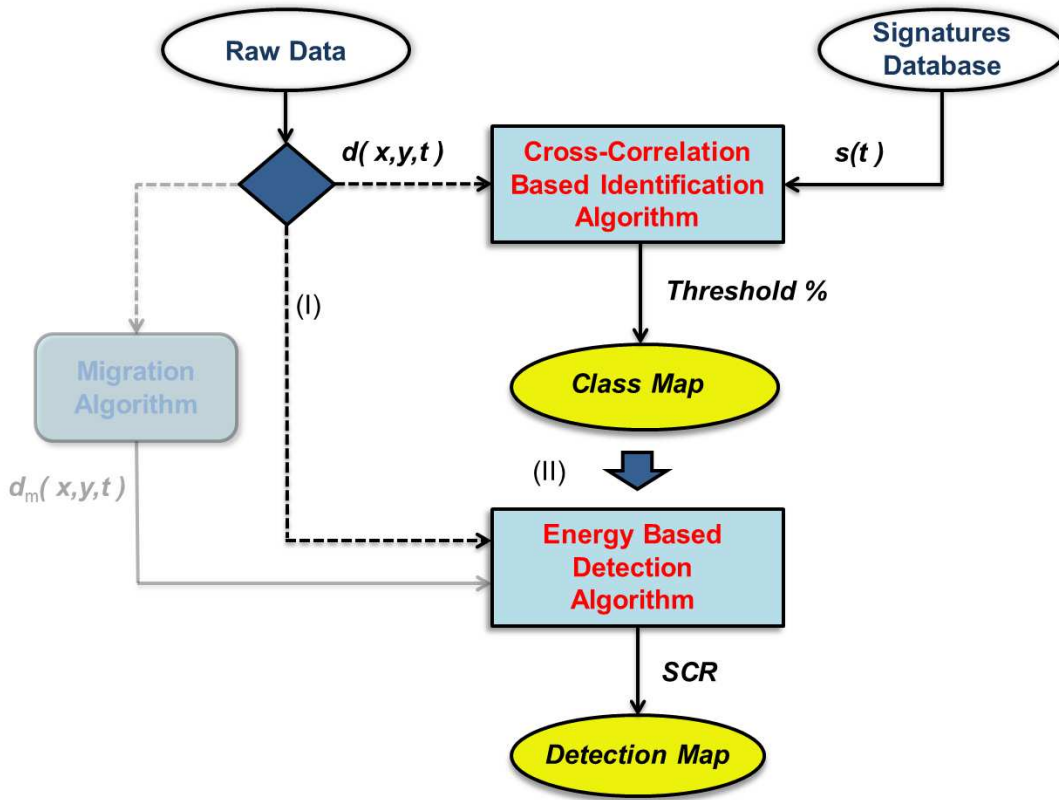 Raw Data
Signatures
Database
d( x,y,t )
Cross-Correlation
Based Identification
Algorithm
s(t )
(I)
Threshold %
Migration
Algorithm
Class Map
(II)
dm( x,y,t )
Energy Based
Detection
Algorithm
SCR
Detection Map